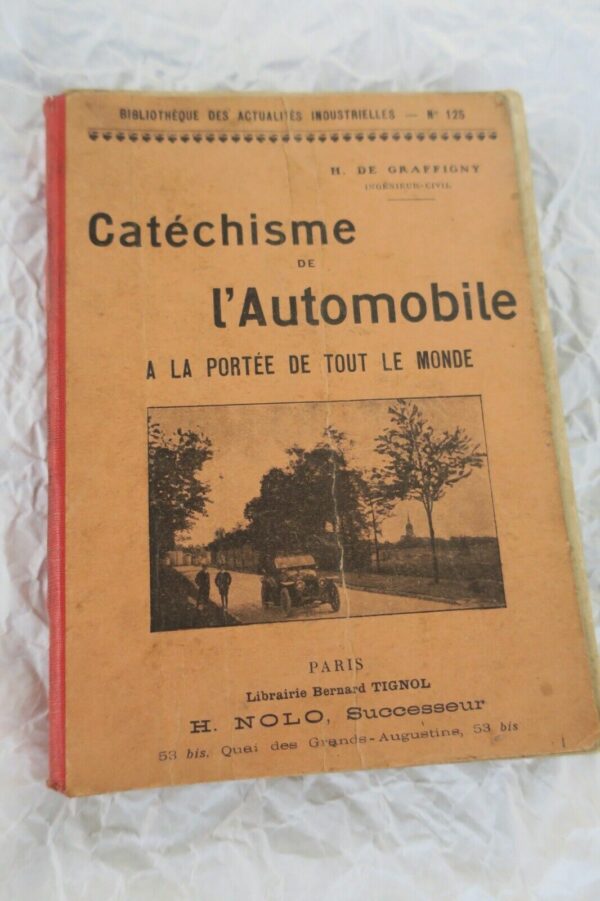 BIBLIOTHÈQUE DES ACTUALITÉS INDUSTRIELLES — N° 125
H. DE GRAFFIGNY
INGÉNIEUR-CIVIL
Catéchisme
DE
l'Automobile
A LA PORTÉE DE TOUT LE MONDE
PARIS
Librairie Bernard TIGNOL
H. NOLO, Successeur
53 bis, Quai des Grands-Augustins, 53 bis